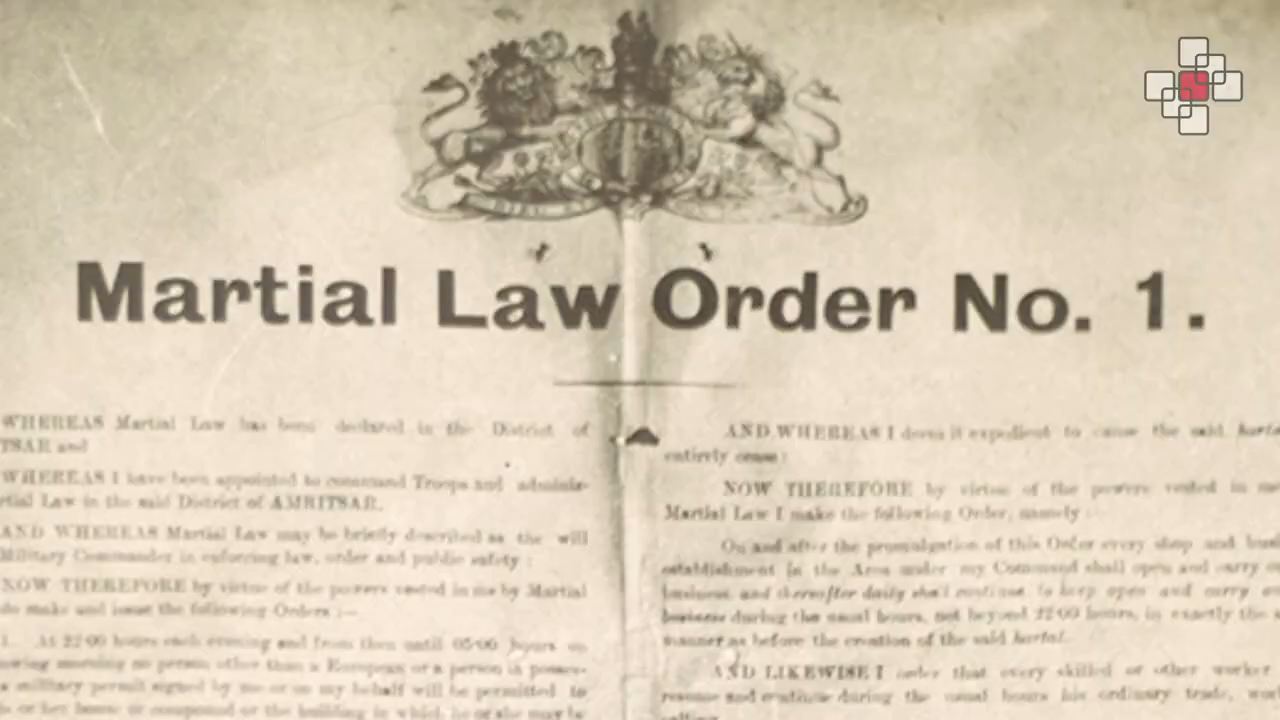 Martial Law Order No. 1.
WHEREAS Martial Law has been declared in the District of
TSAR and
WHEREAS I have been appointed to command Troops and administe-
rtial Law in the said District of AMRITSAR,
AND WHEREAS Martial Law may be briefly described as the will
Military Commander in enforcing law, order and public safety :
NOW THEREFORE by virtue of the powers vested in me by Martial
do make and issue the following Orders :—
1. At 22·00 hours each evening and from then until 05·00 hours on
owing morning no person other than a European or a person in posses-
a military permit signed by me or on my behalf will be permitted to
his or her house or compound or the building in which he or she may be
AND WHEREAS I deem it expedient to cause the said harta
entirely cease :
NOW THEREFORE by virtue of the powers vested in me
Martial Law I make the following Order, namely :
On and after the promulgation of this Order every shop and busi
establishment in the Area under my Command shall open and carry o
business, and thereafter daily shall continue to keep open and carry o
business during the usual hours, not beyond 22·00 hours, in exactly the s
manner as before the creation of the said hartal.
AND LIKEWISE I order that every skilled or other worker
resume and continue during the usual hours his ordinary trade, wor
calling.